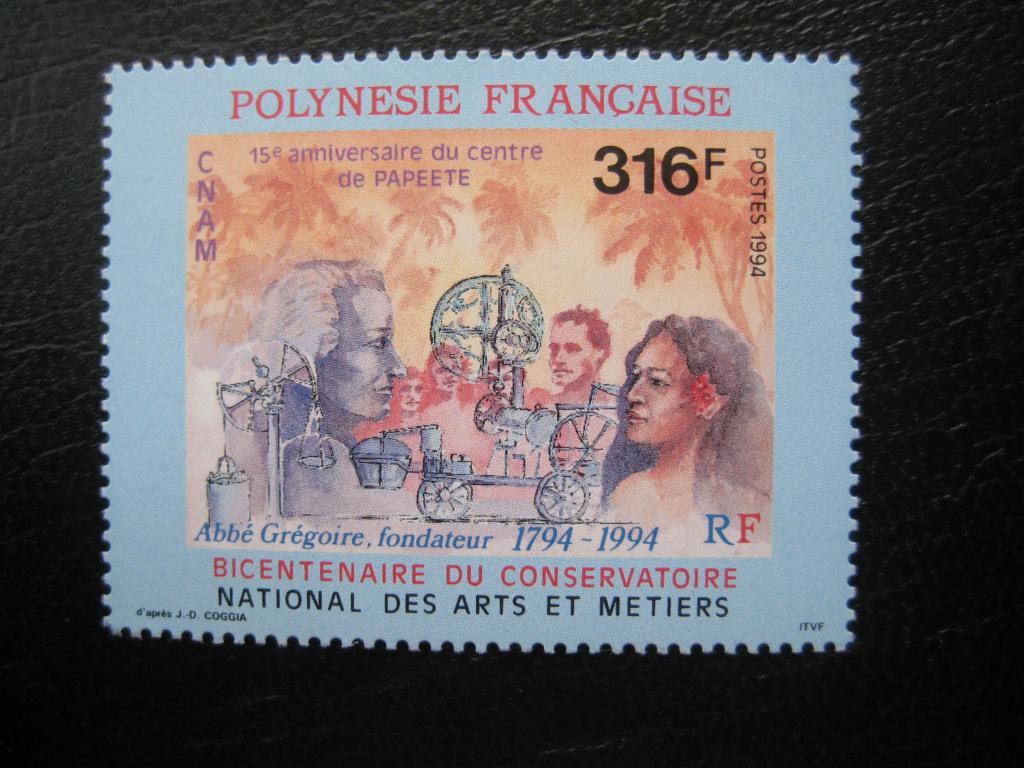 POLYNESIE FRANÇAISE
CNAM
15e anniversaire du centre
de PAPEETE
316F
POSTES 1994
Abbé Grégoire, fondateur 1794 ~ 1994
RF
BICENTENAIRE DU CONSERVATOIRE
NATIONAL DES ARTS ET METIERS
d'après J.-D. COGGIA
ITVF